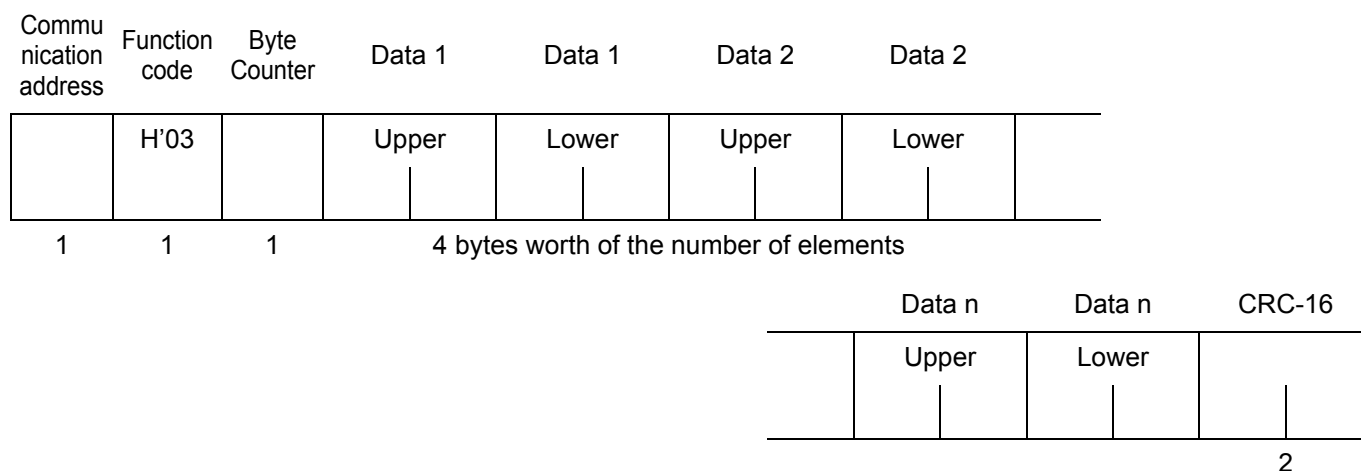 Commu
nication
address
Function
code
Byte
Counter
Data 1
Data 1
Data 2
Data 2
H’03
Upper
Lower
Upper
Lower
1
1
1
4 bytes worth of the number of elements
Data n
Data n
CRC-16
Upper
Lower
2